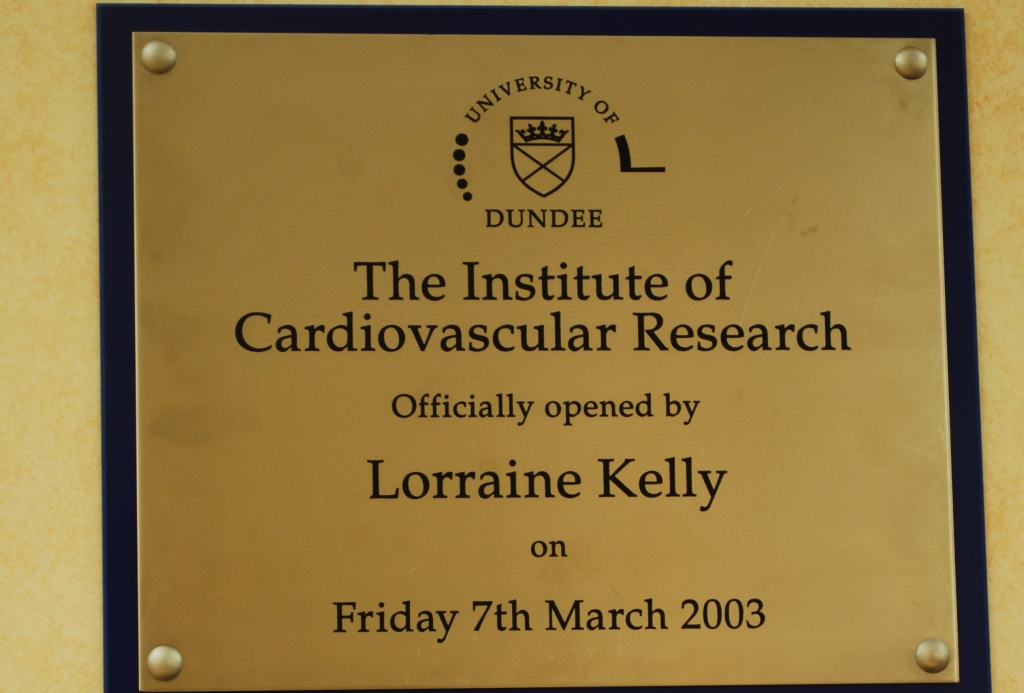 UNIVERSITY OF
DUNDEE
The Institute of
Cardiovascular Research
Officially opened by
Lorraine Kelly
on
Friday 7th March 2003